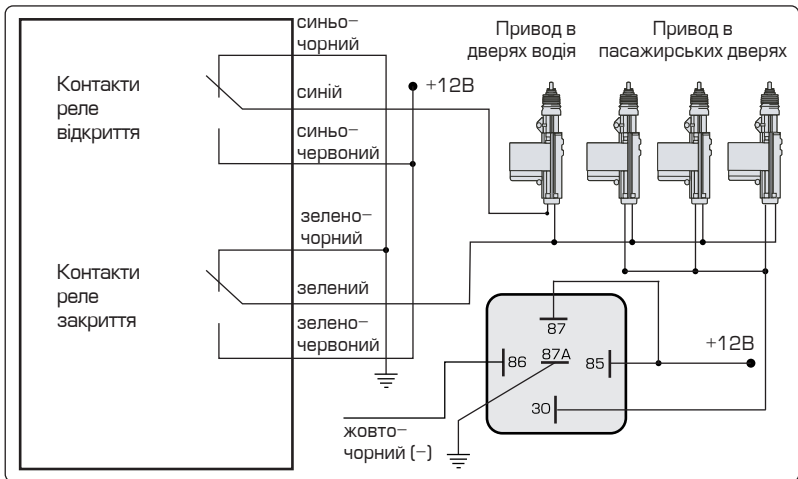 синьо–
чорний
Привод в
дверях водія
Привод в
пасажирських дверях
Контакти
реле
відкриття
синій
+12В
синьо–
червоний
зелено–
чорний
Контакти
реле
закриття
зелений
зелено–
червоний
87
86
87A
85
+12В
30
жовто–
чорний (–)